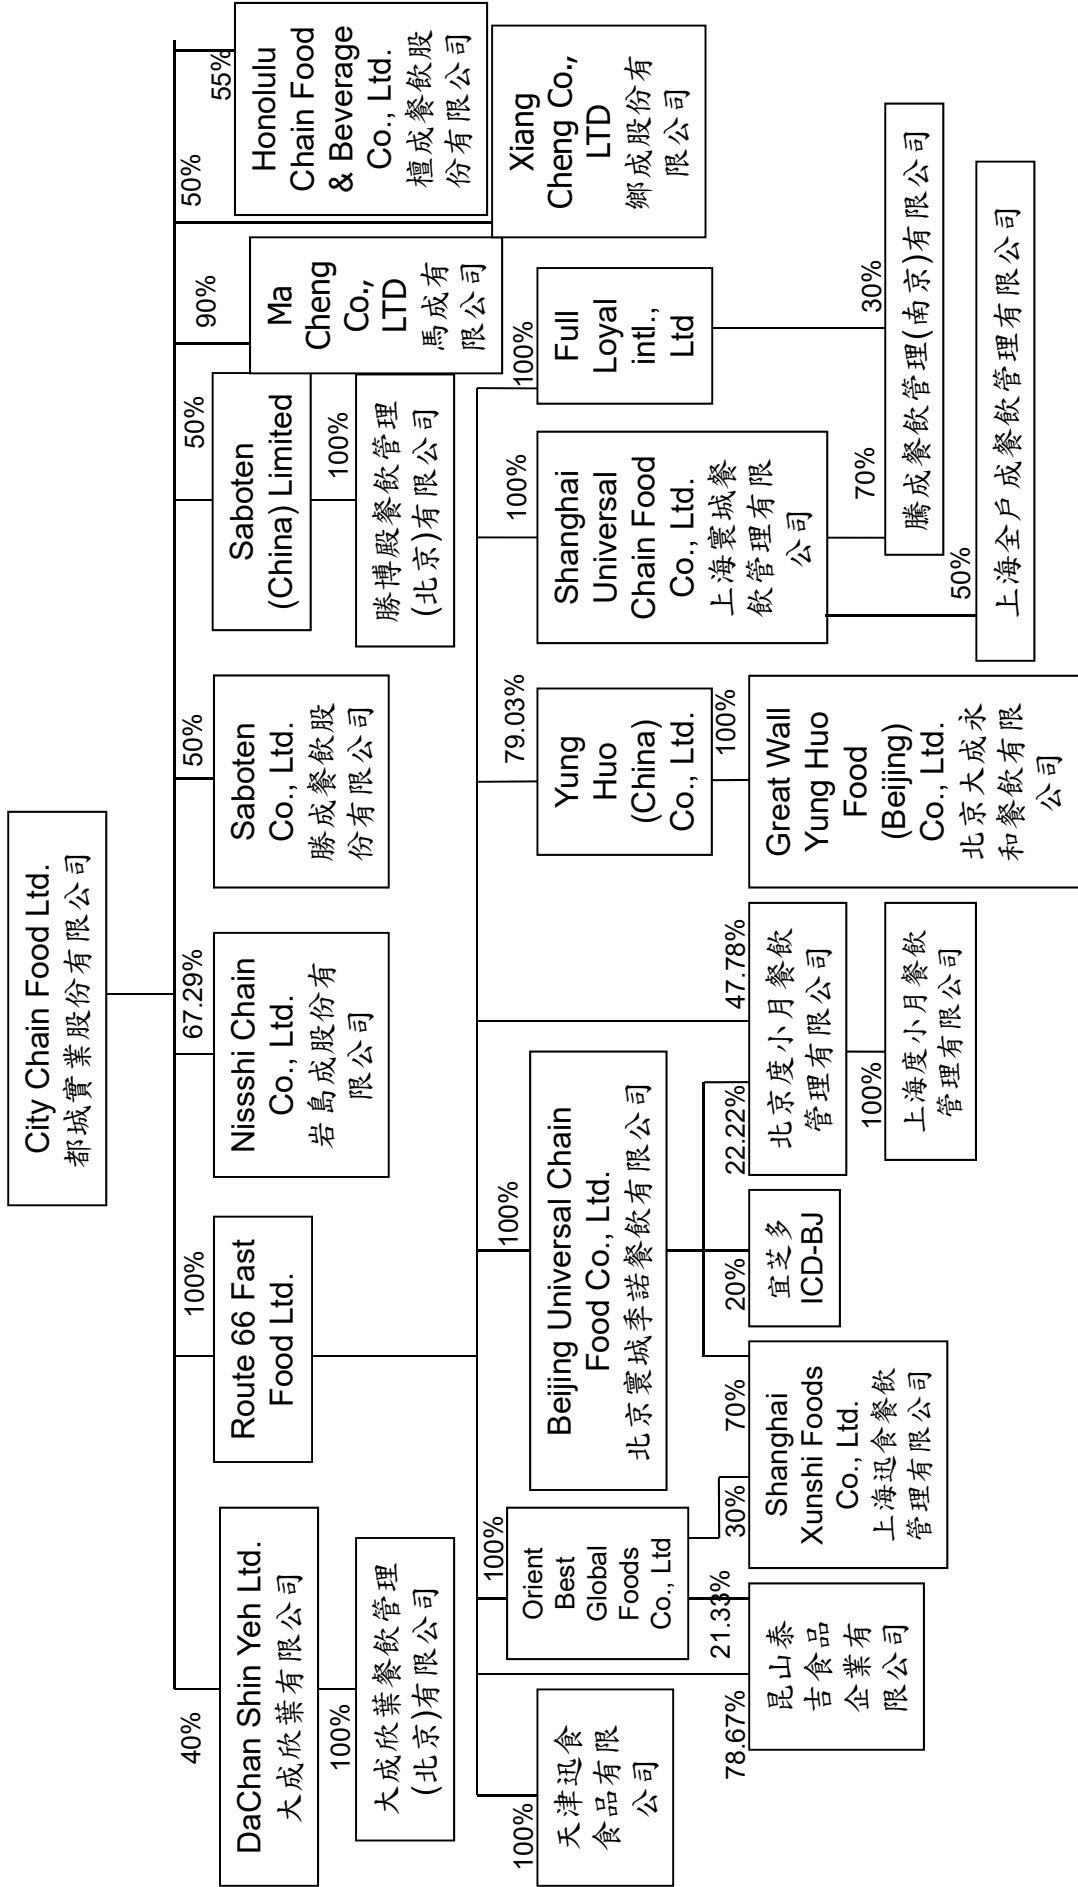 City Chain Food Ltd.
都城實業股份有限公司
40%
DaChan Shin Yeh Ltd.
大成欣葉有限公司
100%
大成欣葉餐飲管理
(北京)有限公司
100%
Route 66 Fast
Food Ltd.
67.29%
Nissshi Chain
Co., Ltd.
岩島成股份有
限公司
50%
Saboten
Co., Ltd.
勝成餐飲股
份有限公司
50%
Saboten
(China) Limited
100%
勝博殿餐飲管理
(北京)有限公司
90%
Ma
Cheng
Co.,
LTD
馬成有
限公司
50%
Xiang
Cheng Co.,
LTD
鄉成股份有
限公司
55%
Honolulu
Chain Food
& Beverage
Co., Ltd.
檀成餐飲股
份有限公司
100%
天津迅食
食品有限
公司
78.67%
21.33%
昆山泰
吉食品
企業有
限公司
100%
Orient
Best
Global
Foods
Co., Ltd
30%
70%
Shanghai
Xunshi Foods
Co., Ltd.
上海迅食餐飲
管理有限公司
100%
Beijing Universal Chain
Food Co., Ltd.
北京寰城季諾餐飲有限公司
20%
宜芝多
ICD-BJ
22.22%
47.78%
北京度小月餐飲
管理有限公司
100%
上海度小月餐飲
管理有限公司
79.03%
Yung
Huo
(China)
Co., Ltd.
100%
Great Wall
Yung Huo
Food
(Beijing)
Co., Ltd.
北京大成永
和餐飲有限
公司
100%
Shanghai
Universal
Chain Food
Co., Ltd.
上海寰城餐
飲管理有限
公司
100%
Full
Loyal
intl.,
Ltd
70%
30%
騰成餐飲管理(南京)有限公司
50%
上海全戶成餐飲管理有限公司